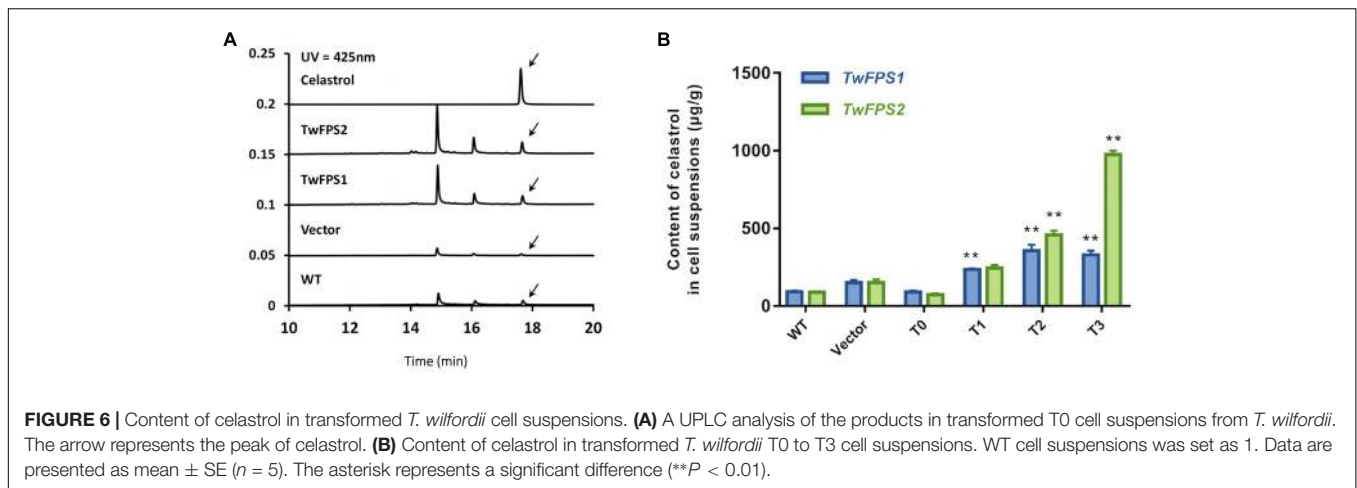 A
0.25
UV = 425nm
Celastrol
0.2
TwFPS2
0.15
TwFPS1
0.1
Vector
0.05
WT
0
10 12 14 16 18 20
Time (min)
B
Content of celastrol
in cell suspensions (μg/g)
1500
1000
500
0
TwFPS1
TwFPS2
**
**
**
**
**
WT
Vector
T0
T1
T2
T3
FIGURE 6 | Content of celastrol in transformed T. wilfordii cell suspensions. (A) A UPLC analysis of the products in transformed T0 cell suspensions from T. wilfordii.
The arrow represents the peak of celastrol. (B) Content of celastrol in transformed T. wilfordii T0 to T3 cell suspensions. WT cell suspensions was set as 1. Data are
presented as mean ± SE (n = 5). The asterisk represents a significant difference (**P < 0.01).